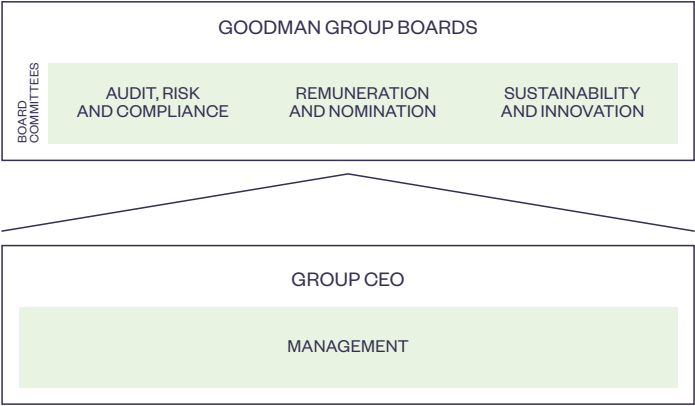 GOODMAN GROUP BOARDS
BOARD
COMMITTEES
AUDIT, RISK
AND COMPLIANCE
REMUNERATION
AND NOMINATION
SUSTAINABILITY
AND INNOVATION
GROUP CEO
MANAGEMENT